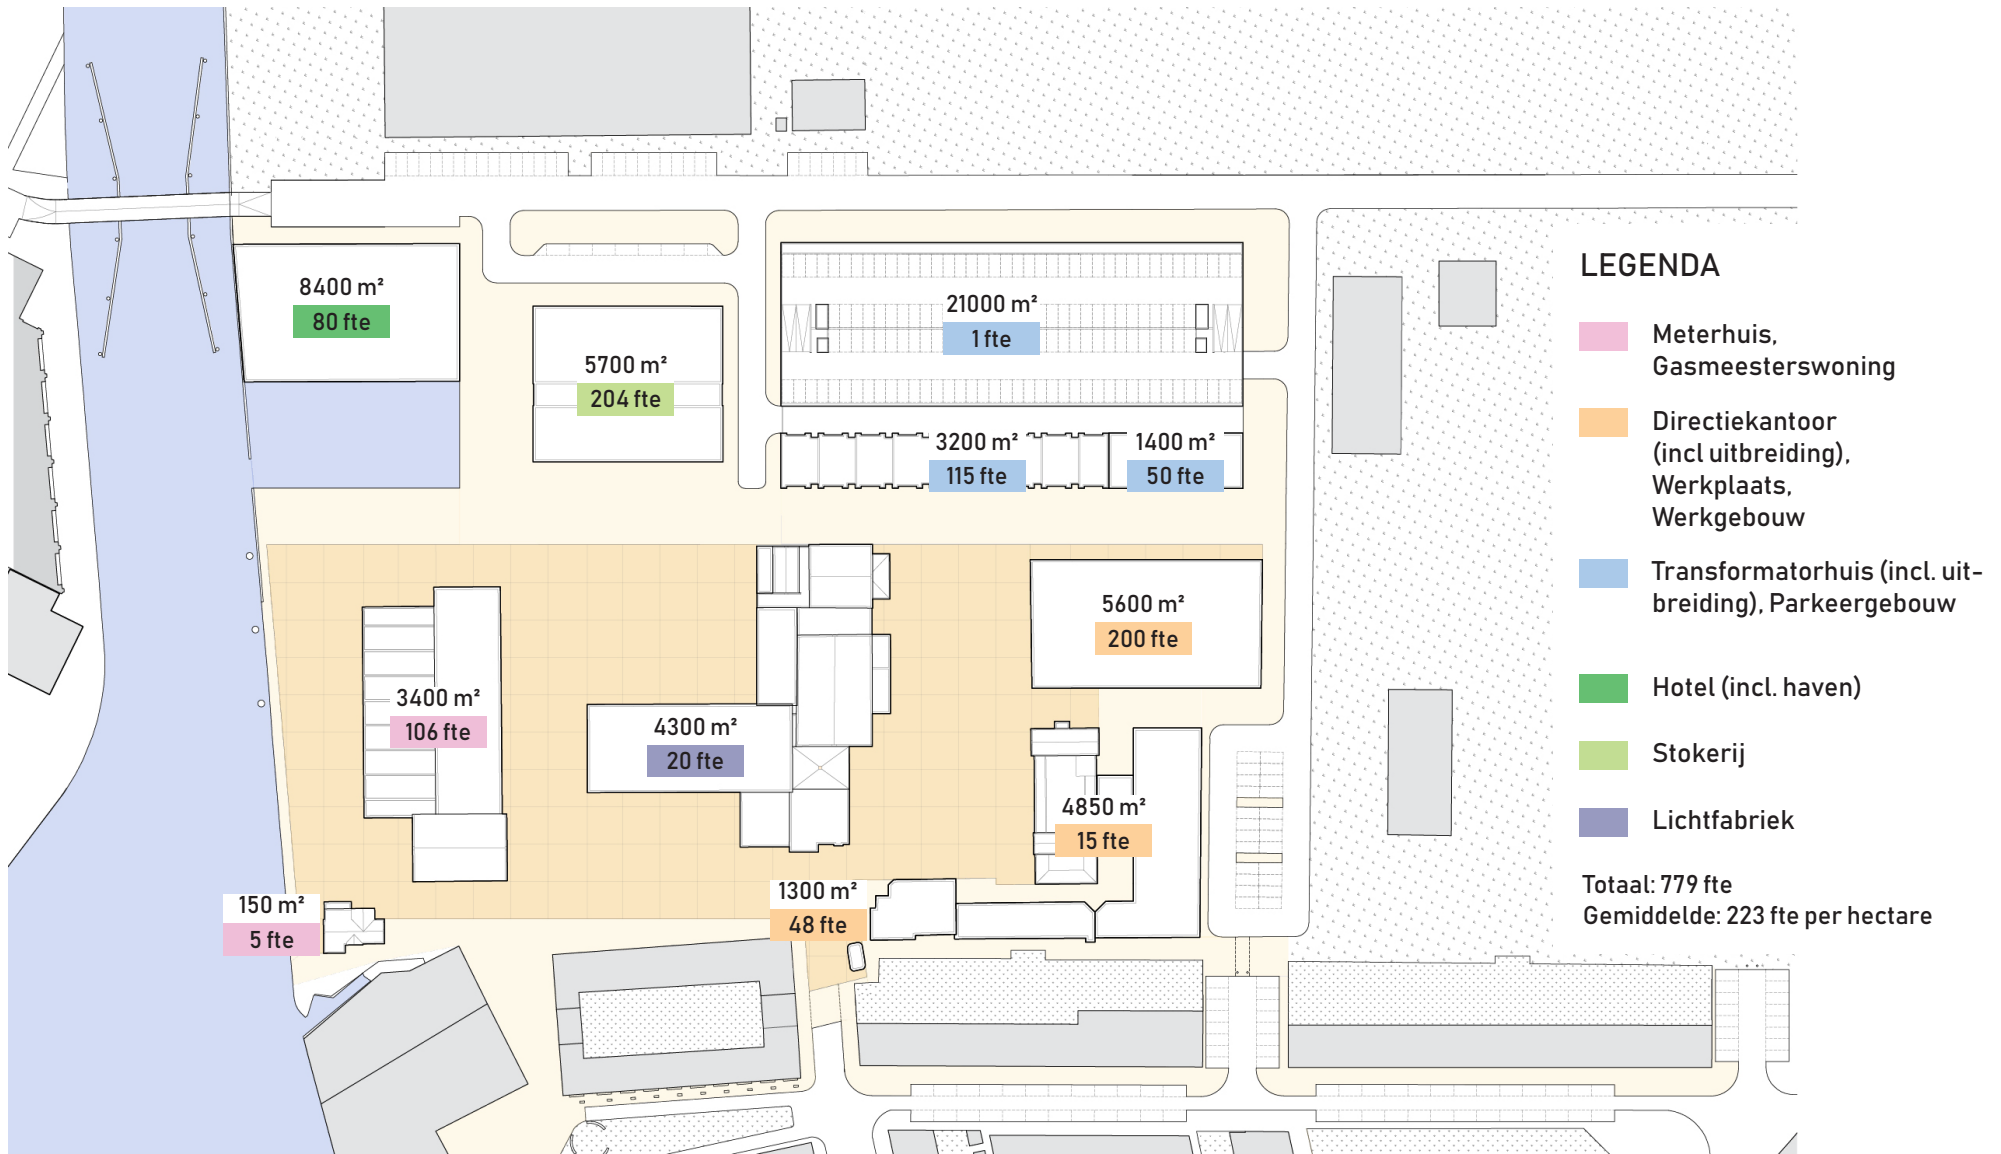 8400 m²
80 fte
5700 m²
204 fte
21000 m²
1 fte
3200 m²
115 fte
1400 m²
50 fte
5600 m²
200 fte
3400 m²
106 fte
4300 m²
20 fte
4850 m²
15 fte
1300 m²
48 fte
150 m²
5 fte
LEGENDA
Meterhuis,
Gasmeesterswoning
Directiekantoor
(incl uitbreiding),
Werkplaats,
Werkgebouw
Transformatorhuis (incl. uit-
breiding), Parkeergebouw
Hotel (incl. haven)
Stokerij
Lichtfabriek
Totaal: 779 fte
Gemiddelde: 223 fte per hectare